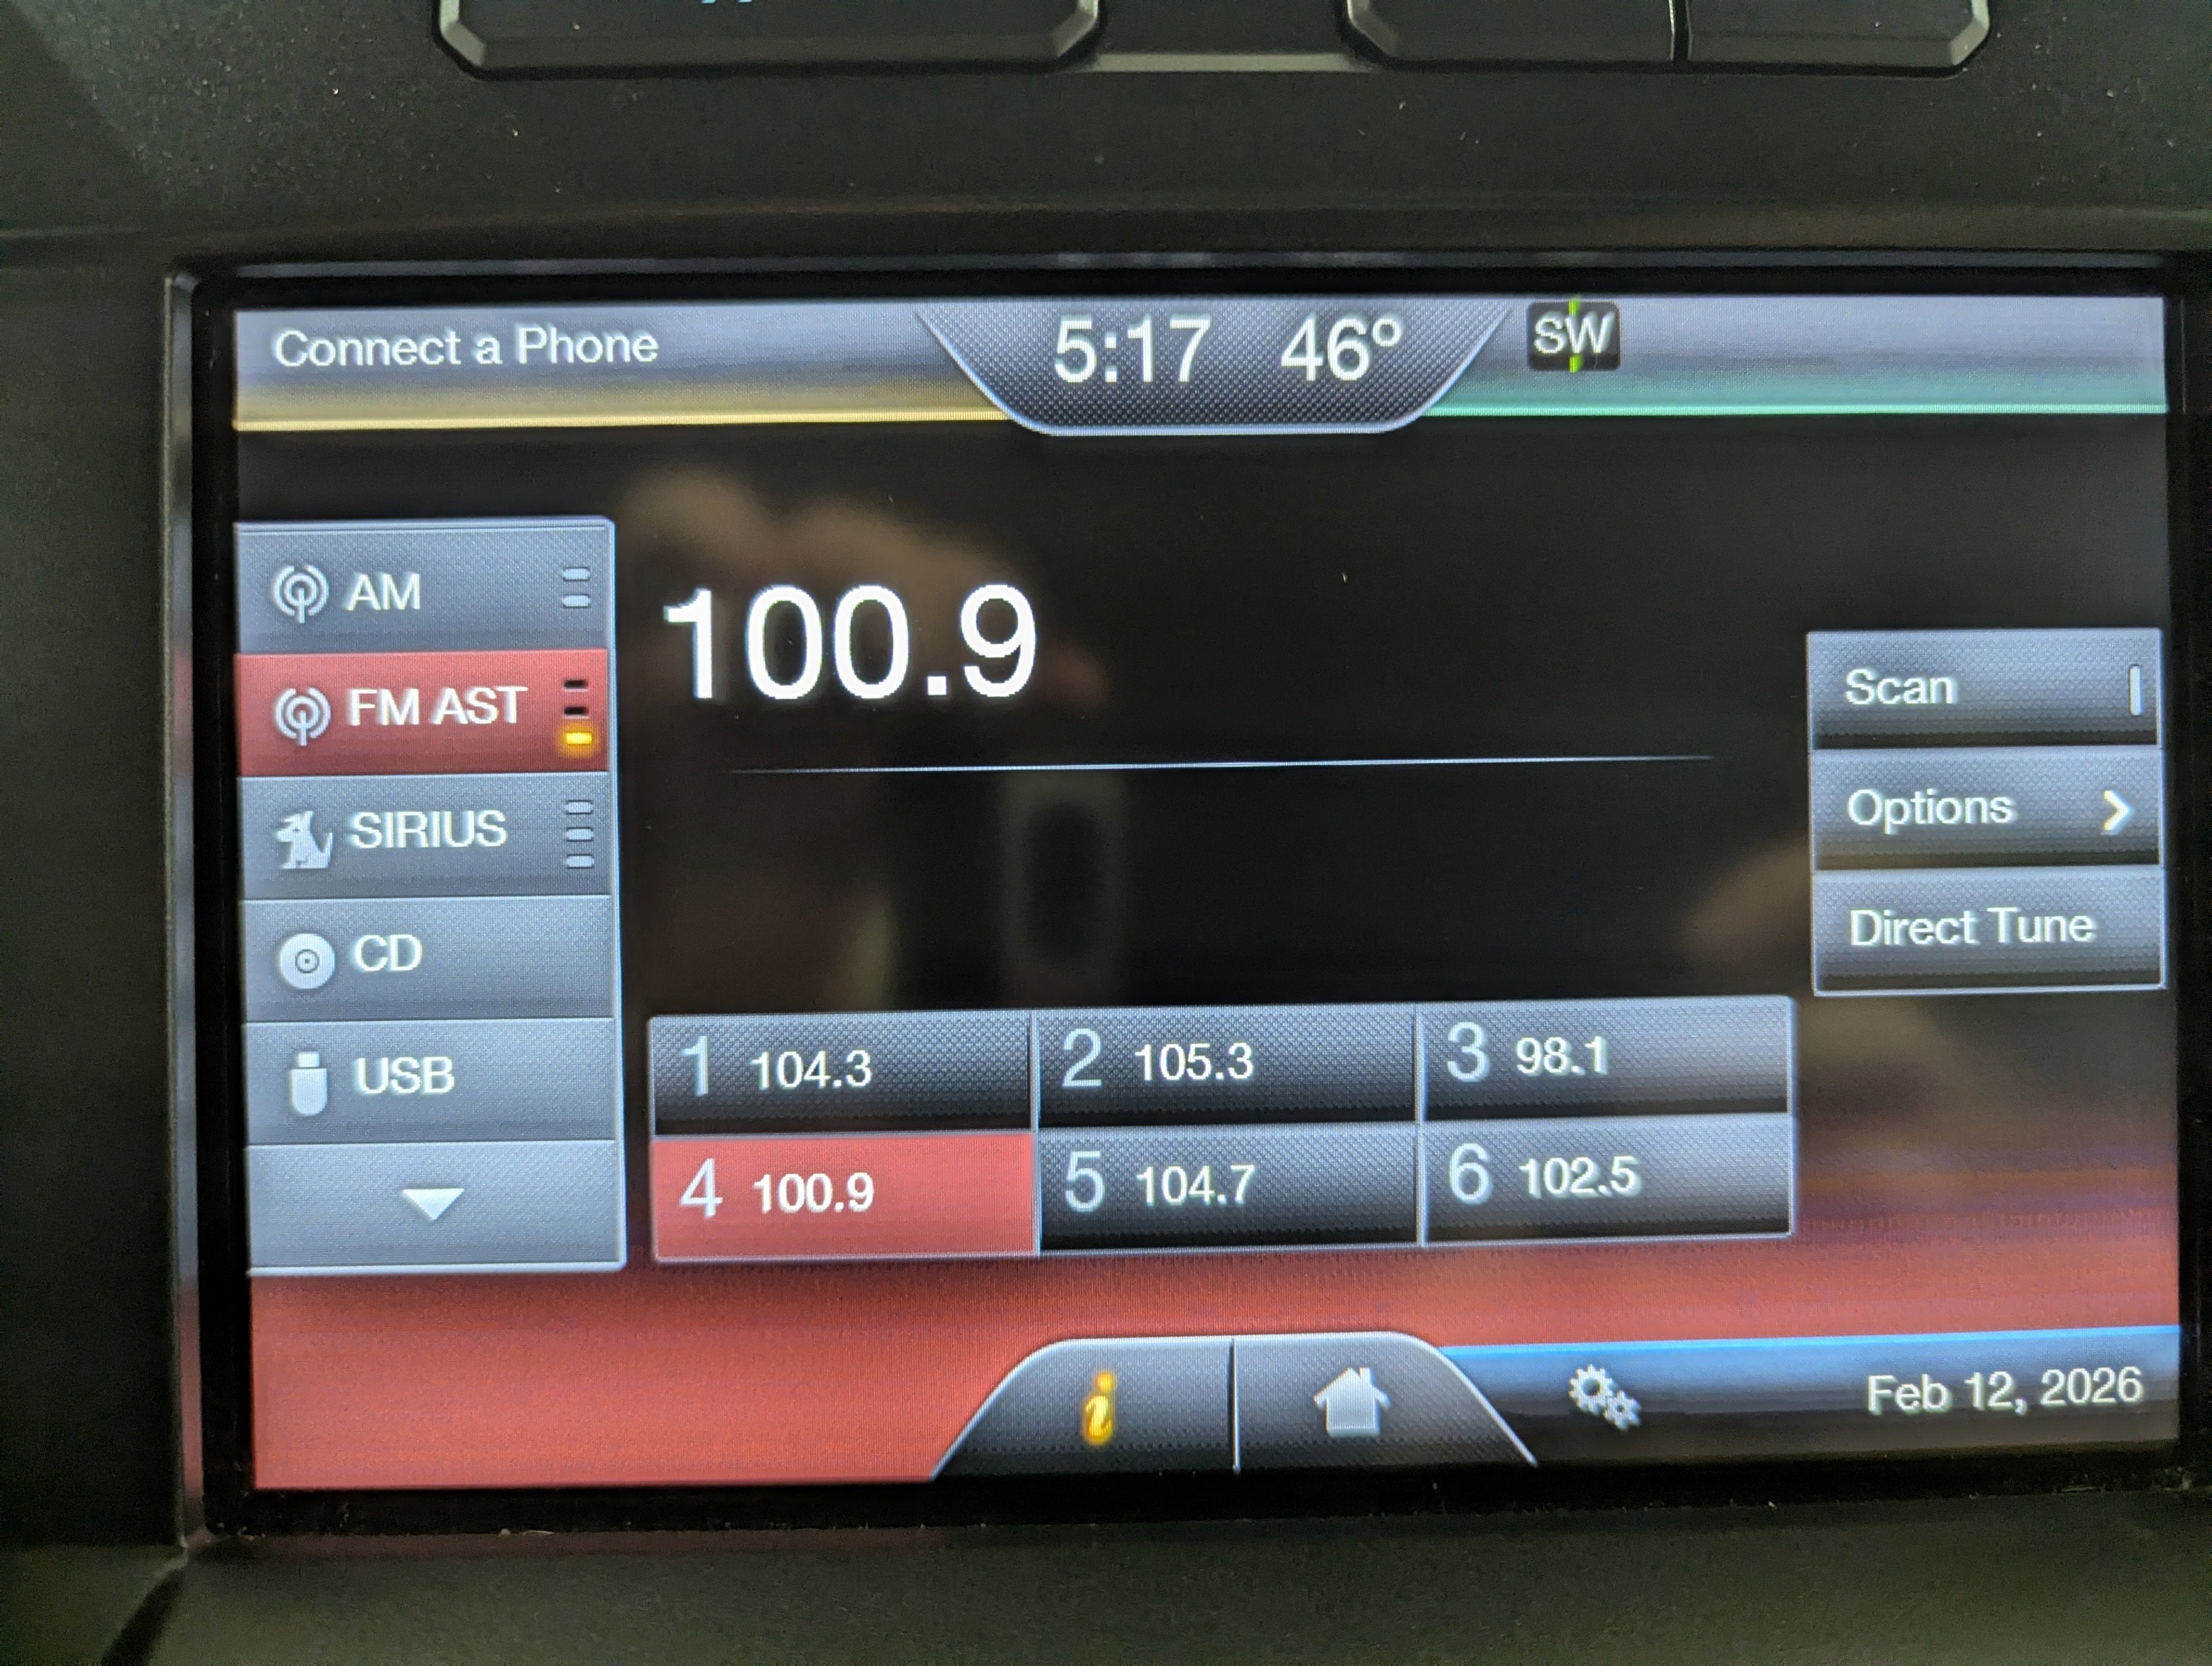 Connect a Phone
5:17 46º SW
AM
FM AST
SIRIUS
CD
USB
100.9
Scan
Options
Direct Tune
1 104.3
2 105.3
3 98.1
4 100.9
5 104.7
6 102.5
i
Feb 12, 2026